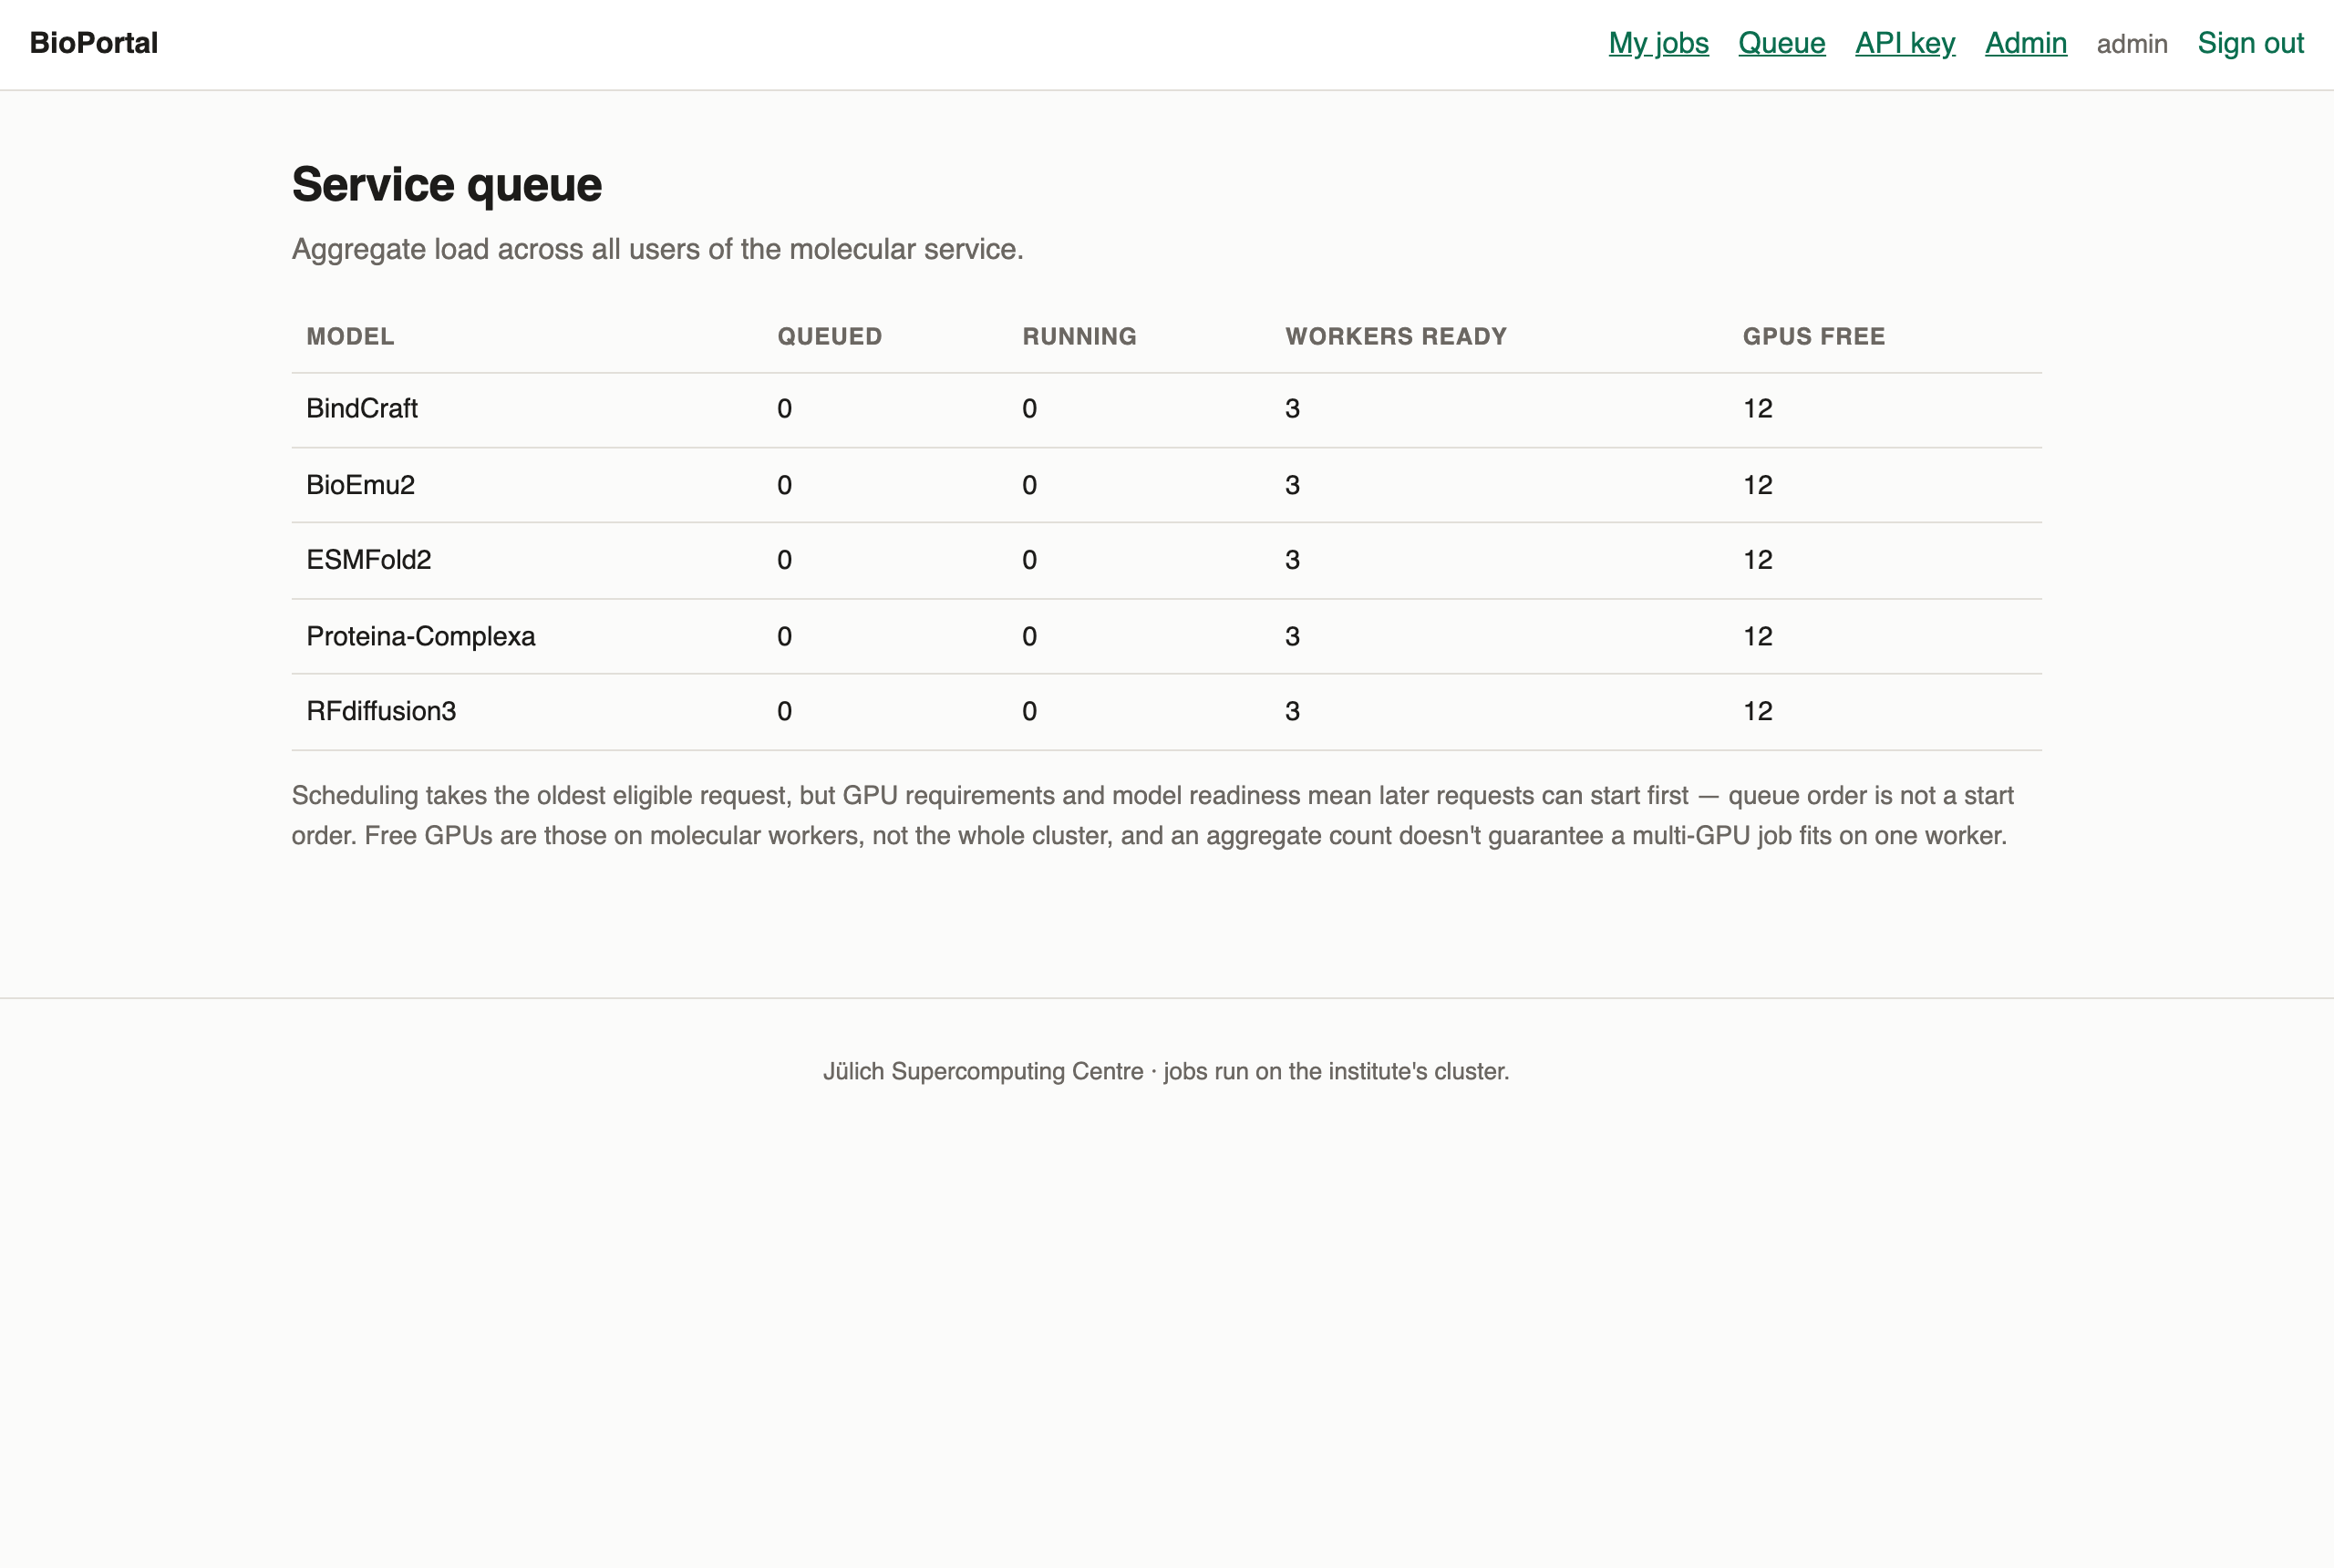 BioPortal My jobs Queue API key Admin admin Sign out
Service queue
Aggregate load across all users of the molecular service.
MODEL QUEUED RUNNING WORKERS READY GPUS FREE
BindCraft 0 0 3 12
BioEmu2 0 0 3 12
ESMFold2 0 0 3 12
Proteina-Complexa 0 0 3 12
RFdiffusion3 0 0 3 12
Scheduling takes the oldest eligible request, but GPU requirements and model readiness mean later requests can start first — queue order is not a start
order. Free GPUs are those on molecular workers, not the whole cluster, and an aggregate count doesn't guarantee a multi-GPU job fits on one worker.
Jülich Supercomputing Centre · jobs run on the institute's cluster.